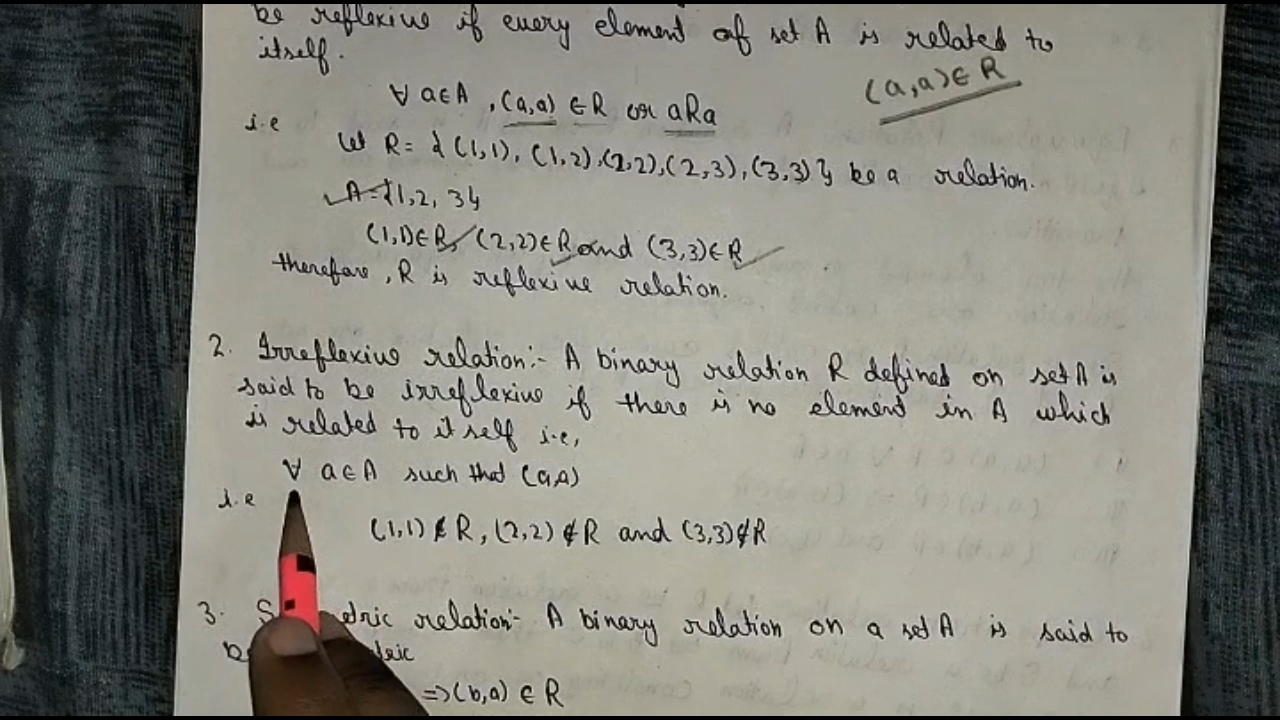 be reflexive if every element of set A is related to
itself.
(a,a) ∈ R
∀ a∈A, (a,a) ∈ R or aRa
i.e
let R = { (1,1), (1,2), (2,2), (2,3), (3,3) } be a relation.
A={1,2,3}
(1,1)∈R, (2,2)∈R and (3,3)∈R
therefore, R is reflexive relation.
2. Irreflexive relation:- A binary relation R defined on set A is
said to be irreflexive if there is no element in A which
is related to itself i.e,
∀ a∈A such that (a,a)
i.e
(1,1) ∉ R, (2,2) ∉ R and (3,3) ∉ R
3. relation:- A binary relation on a set A is said to
=> (b,a) ∈ R